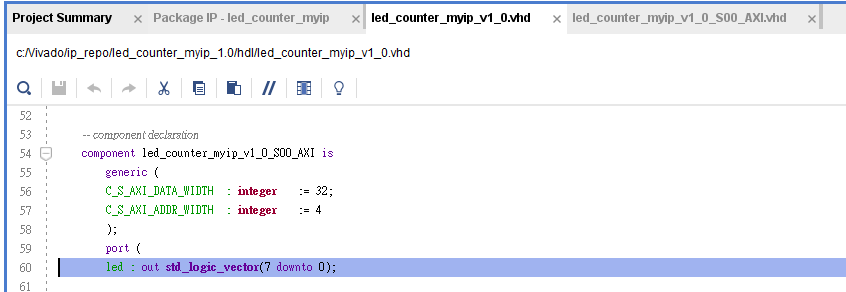 Project Summary × Package IP - led_counter_myip × led_counter_myip_v1_0.vhd × led_counter_myip_v1_0_S00_AXI.vhd ×
c:/vivado/ip_repo/led_counter_myip_1.0/hdl/led_counter_myip_v1_0.vhd
52
53 -- component declaration
54 component led_counter_myip_v1_0_S00_AXI is
55 generic (
56 C_S_AXI_DATA_WIDTH : integer := 32;
57 C_S_AXI_ADDR_WIDTH : integer := 4
58 );
59 port (
60 led : out std_logic_vector(7 downto 0);
61